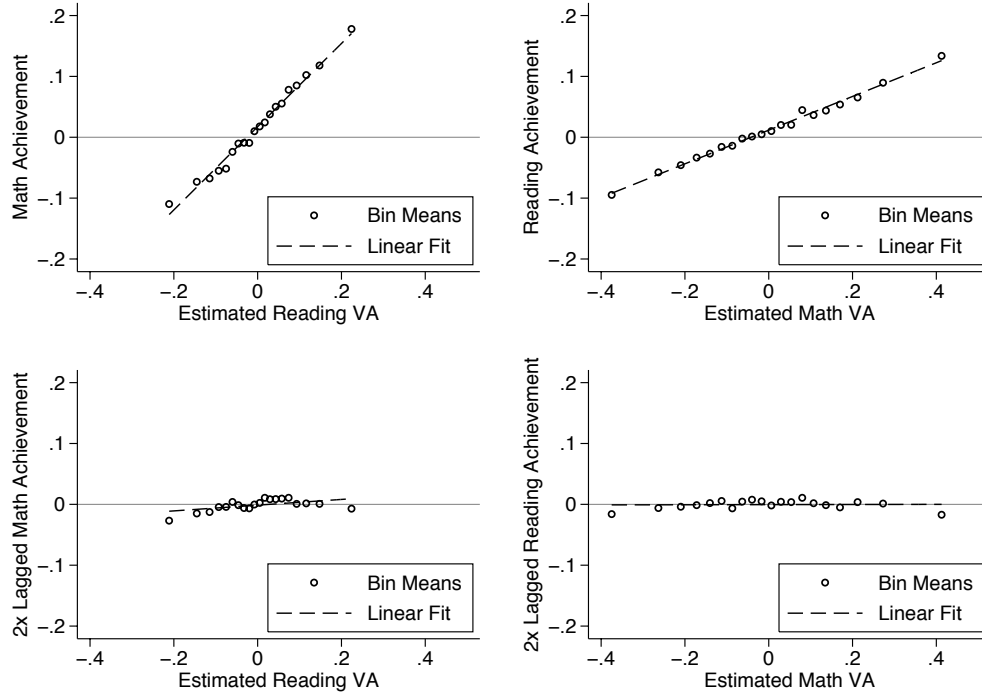 Math Achievement
.2
.1
0
−.1
−.2
−.4 −.2 0 .2 .4
Estimated Reading VA
Bin Means
Linear Fit
Reading Achievement
.2
.1
0
−.1
−.2
−.4 −.2 0 .2 .4
Estimated Math VA
Bin Means
Linear Fit
2x Lagged Math Achievement
.2
.1
0
−.1
−.2
−.4 −.2 0 .2 .4
Estimated Reading VA
Bin Means
Linear Fit
2x Lagged Reading Achievement
.2
.1
0
−.1
−.2
−.4 −.2 0 .2 .4
Estimated Math VA
Bin Means
Linear Fit